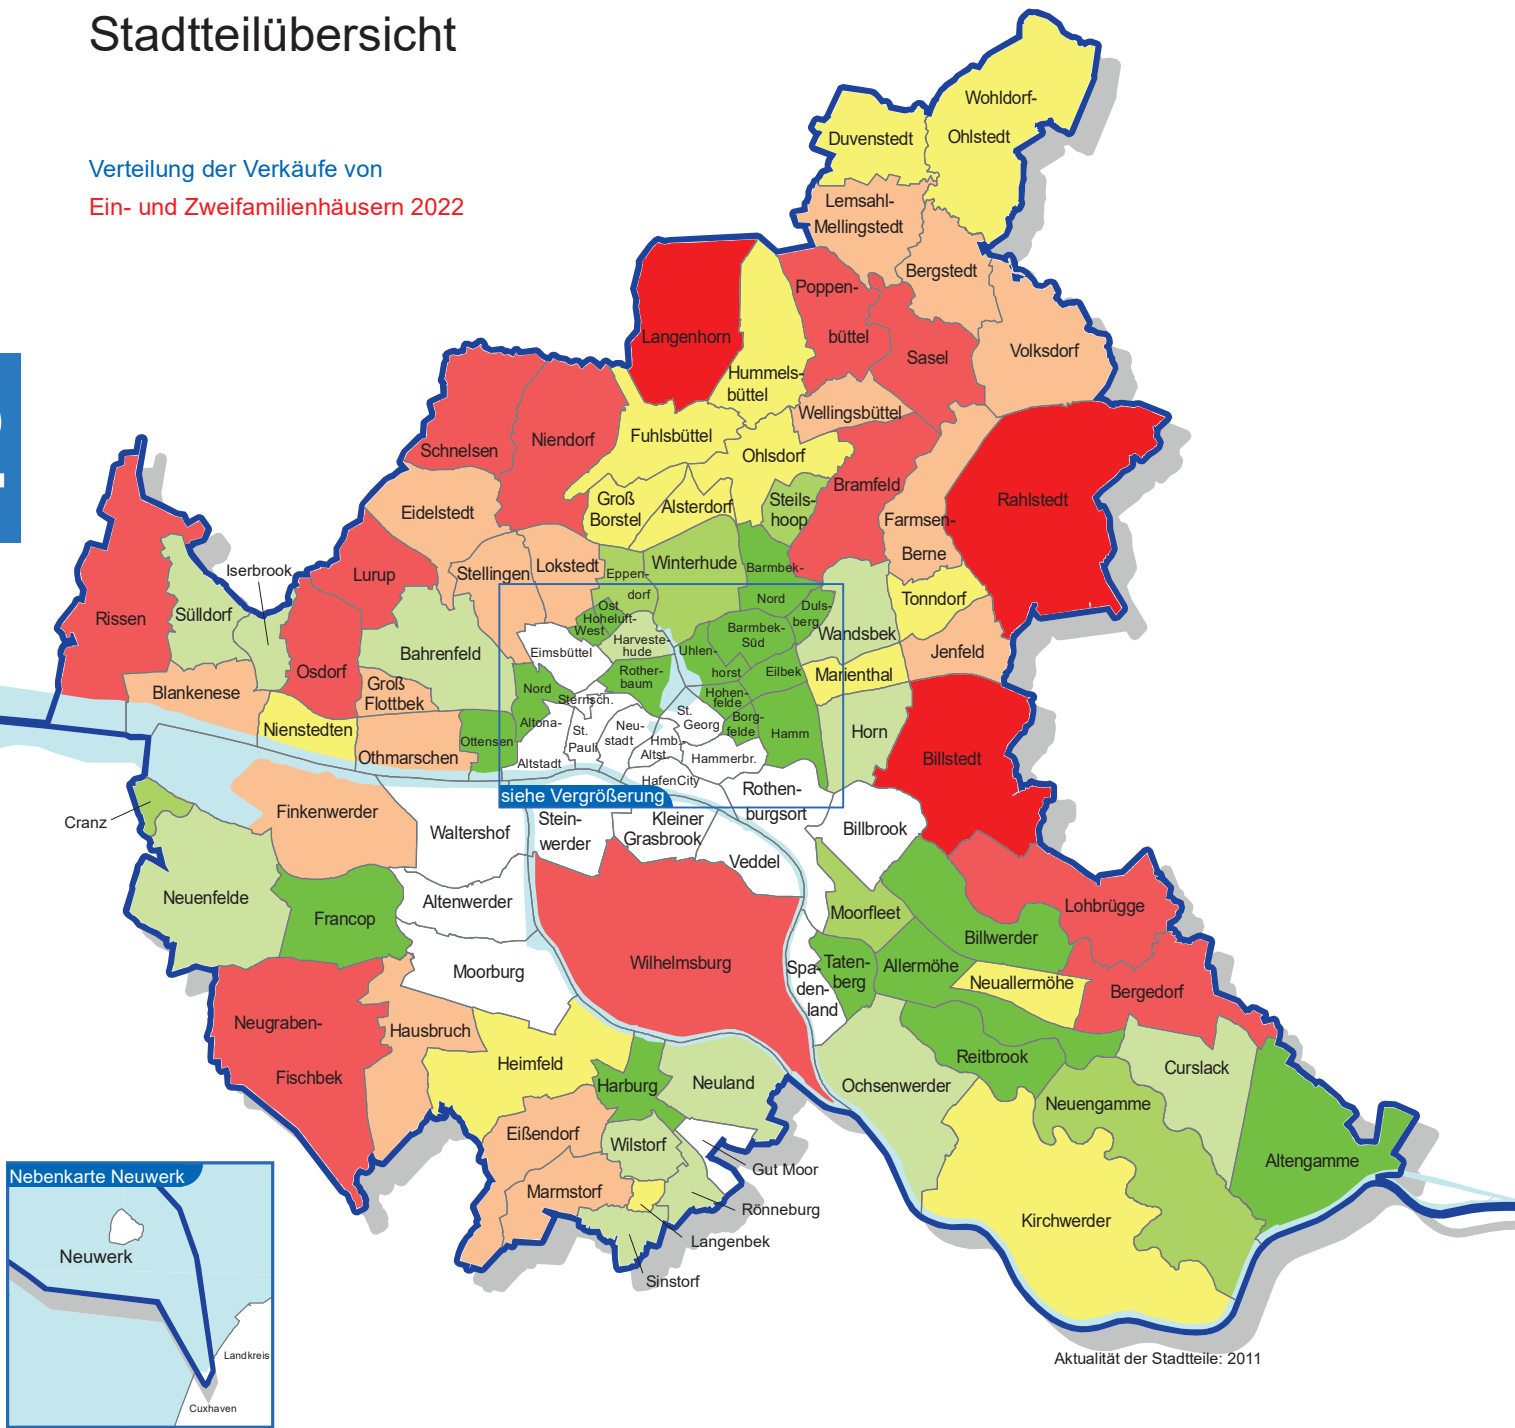 Stadtteilübersicht
Verteilung der Verkäufe von
Ein- und Zweifamilienhäusern 2022
Wohldorf-
Ohlstedt
Duvenstedt
Lemsahl-
Mellingstedt
Bergstedt
Poppen-
büttel
Langenhorn
Sasel
Volksdorf
Hummels-
büttel
Wellingsbüttel
Schnelsen
Niendorf
Fuhlsbüttel
Ohlsdorf
Bramfeld
Rahlstedt
Eidelstedt
Groß
Borstel
Alsterdorf
Steils-
hoop
Farmsen-
Berne
Iserbrook
Lurup
Stellingen
Lokstedt
Eppen-
dorf
Winterhude
Barmbek-
Nord
Rissen
Sülldorf
Tonndorf
Ost
Hoheluft-
West
Duls-
berg
Barmbek-
Süd
Wandsbek
Bahrenfeld
Eimsbüttel
Harveste-
hude
Uhlen-
horst
Jenfeld
Osdorf
Blankenese
Groß
Flottbek
Nord
Rother-
baum
Eilbek
Marienthal
Sternsch.
Hohen-
felde
Nienstedten
Othmarschen
Ottensen
Altona-
Altstadt
St.
Pauli
Neu-
stadt
St.
Georg
Borg-
felde
Hamm
Horn
Hmb.-
Altst.
Hammerbr.
Billstedt
HafenCity
siehe Vergrößerung
Rothen-
burgsort
Cranz
Finkenwerder
Waltershof
Stein-
werder
Kleiner
Grasbrook
Billbrook
Veddel
Neuenfelde
Francop
Altenwerder
Moorfleet
Lohbrügge
Billwerder
Moorburg
Wilhelmsburg
Spa-
den-
land
Taten-
berg
Allermöhe
Neuallermöhe
Bergedorf
Neugraben-
Fischbek
Hausbruch
Heimfeld
Harburg
Neuland
Ochsenwerder
Reitbrook
Curslack
Neuengamme
Eißendorf
Wilstorf
Gut Moor
Altengamme
Marmstorf
Rönneburg
Langenbek
Sinstorf
Kirchwerder
Nebenkarte Neuwerk
Neuwerk
Landkreis
Cuxhaven
Aktualität der Stadtteile: 2011